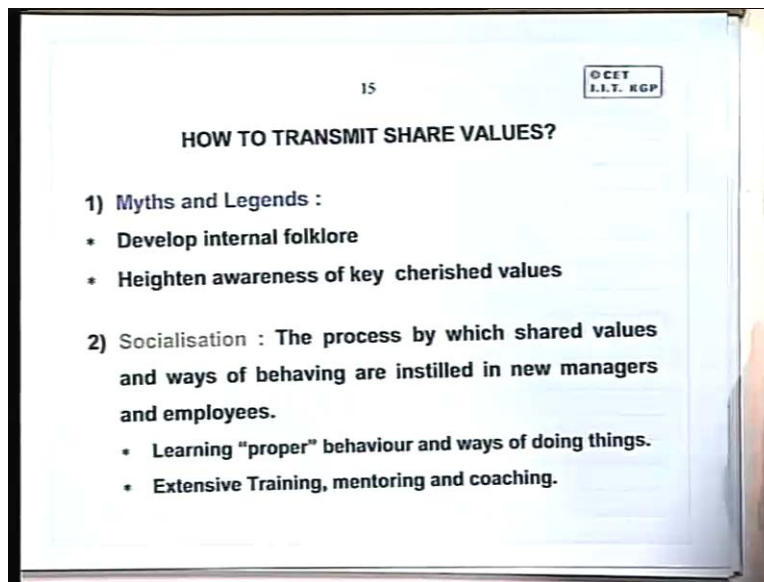 15
© CET
I.I.T. KGP
HOW TO TRANSMIT SHARE VALUES?
1) Myths and Legends :
* Develop internal folklore
* Heighten awareness of key cherished values
2) Socialisation : The process by which shared values
and ways of behaving are instilled in new managers
and employees.
* Learning “proper” behaviour and ways of doing things.
* Extensive Training, mentoring and coaching.